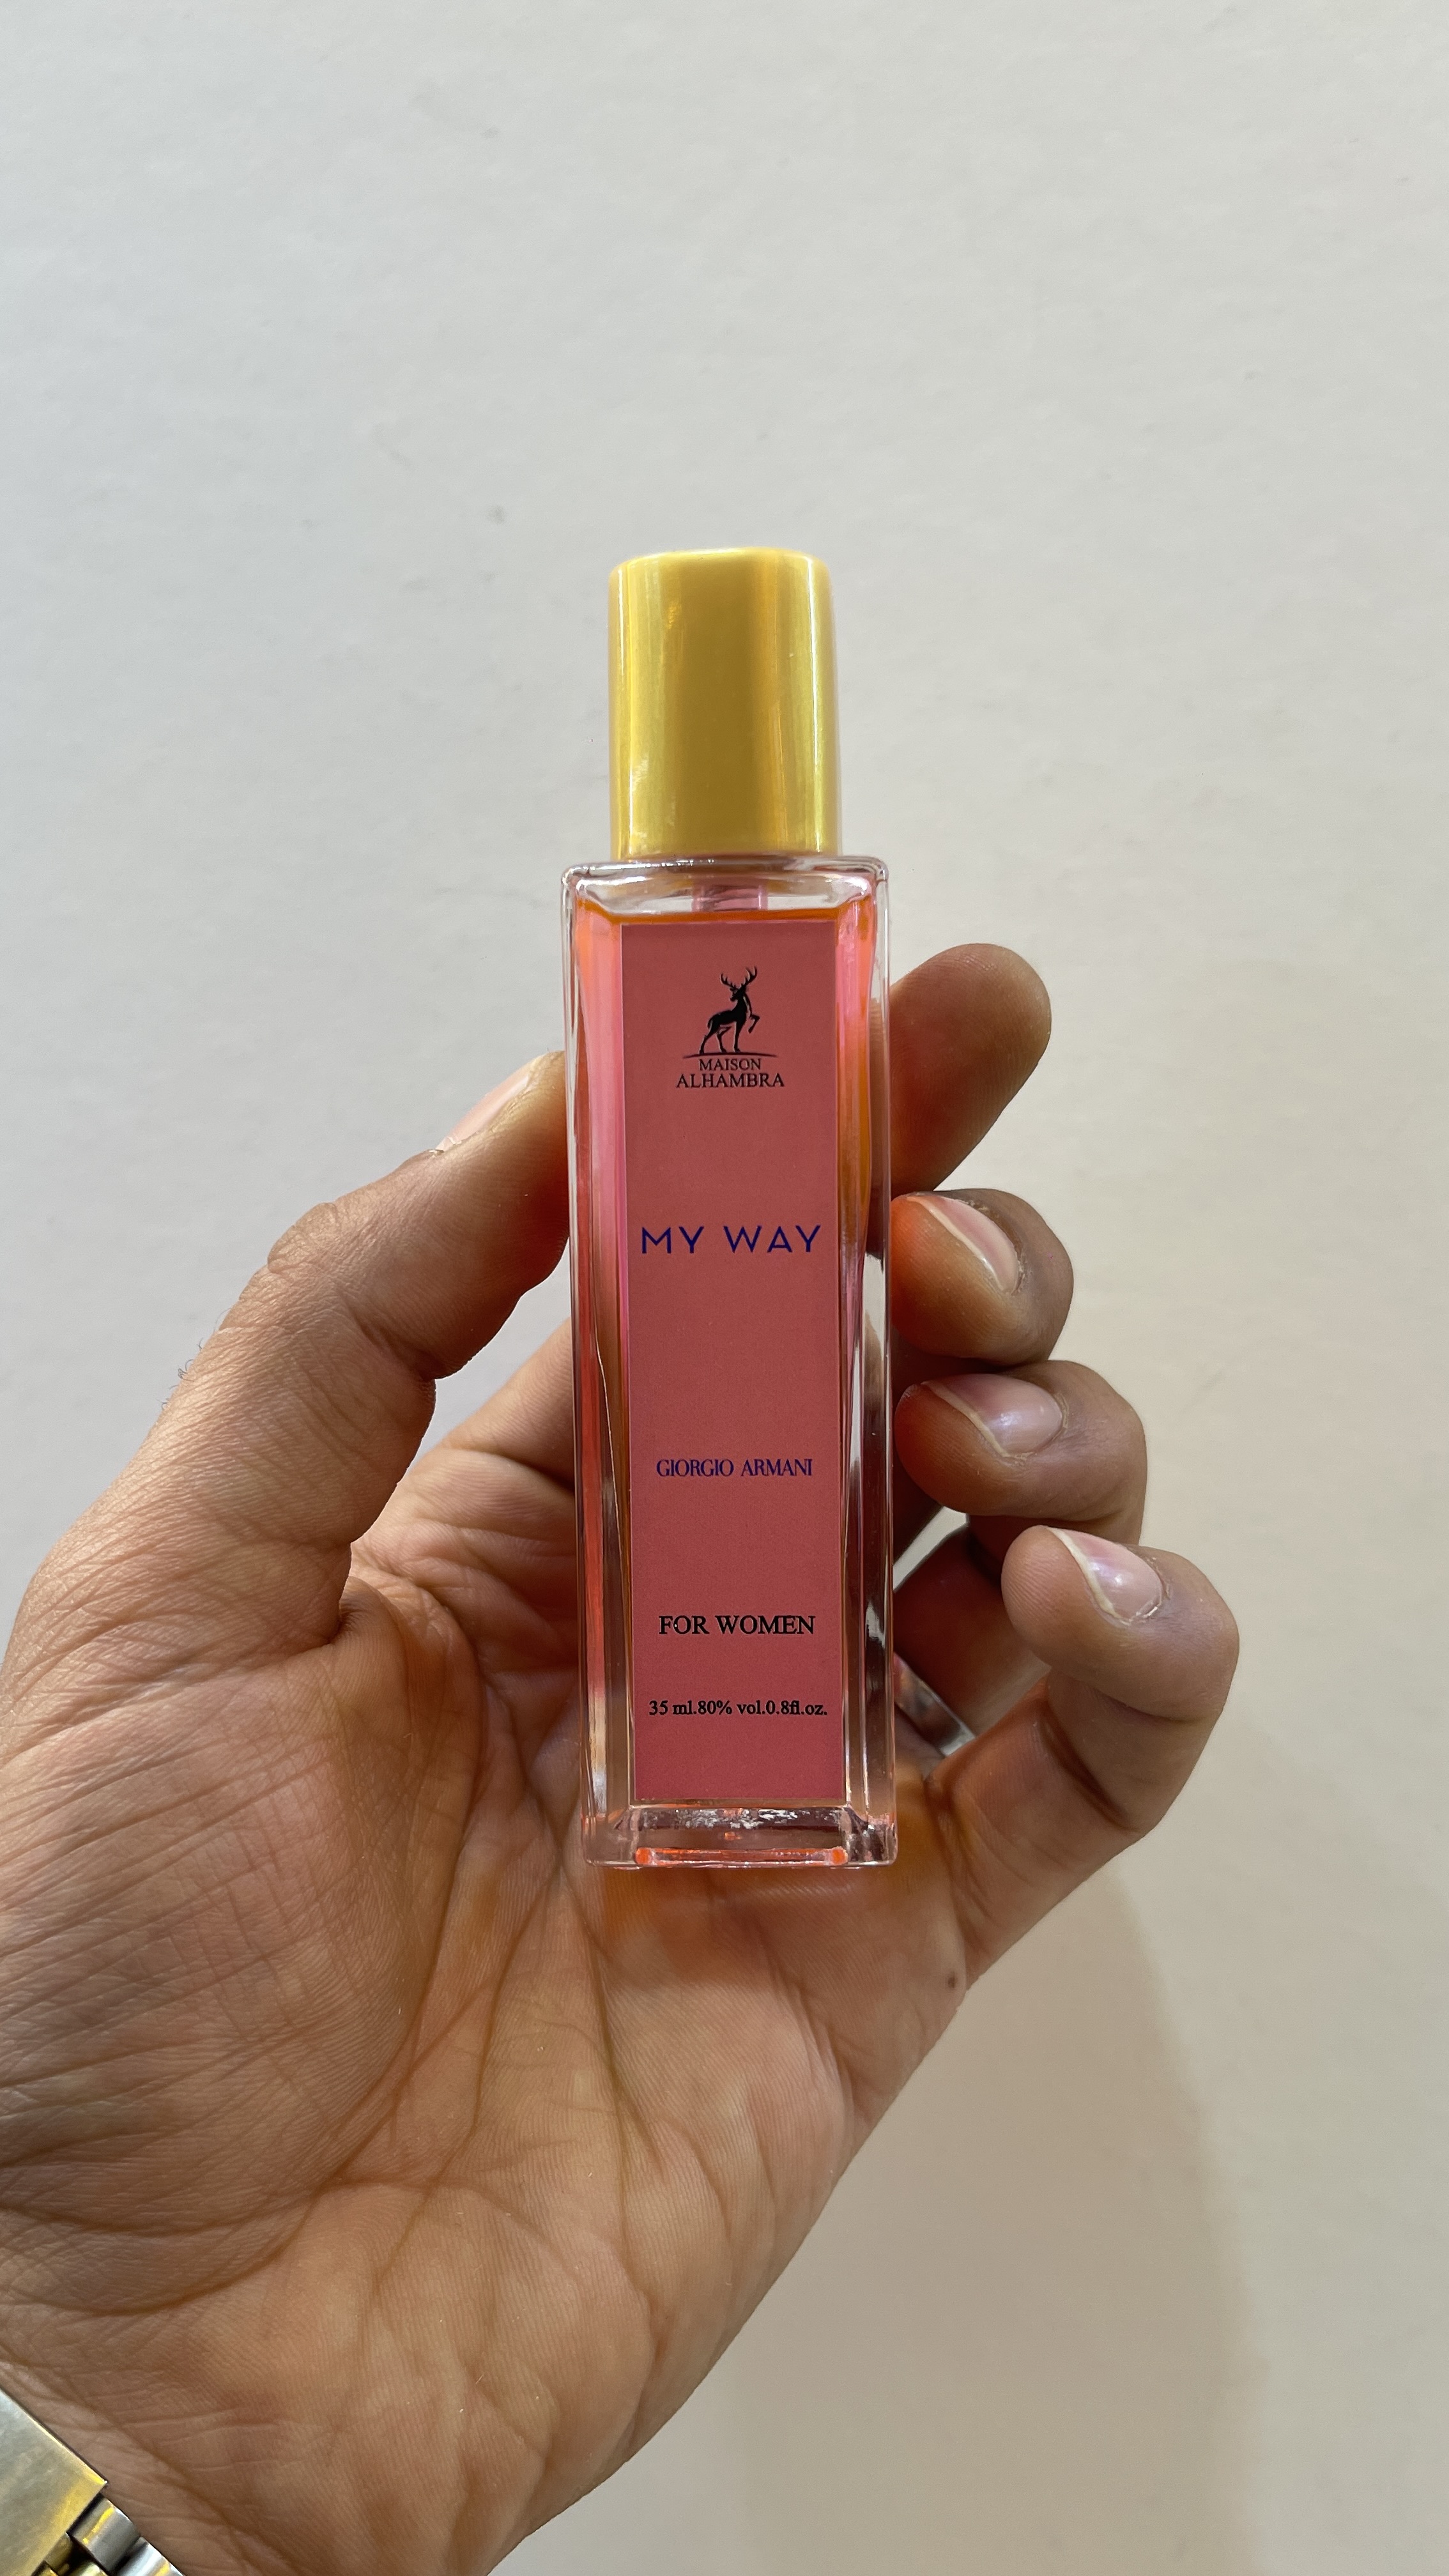 MAISON
ALHAMBRA
MY WAY
GIORGIO ARMANI
FOR WOMEN
35 ml.80% vol.0.8fl.oz.